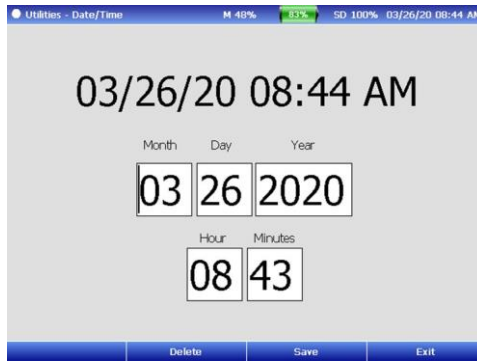 Utilities - Date/Time M 48% 83% SD 100% 03/26/20 08:44 AM
03/26/20 08:44 AM
Month Day Year
03 26 2020
Hour Minutes
08 43
Delete Save Exit